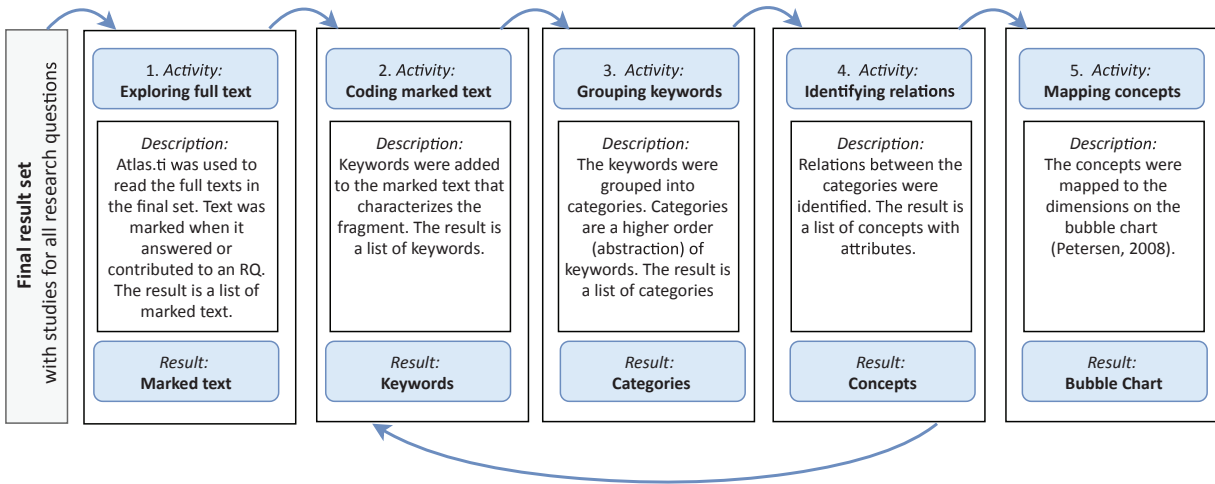 Final result set
with studies for all research questions
1. Activity:
Exploring full text
Description:
Atlas.ti was used to
read the full texts in
the final set. Text was
marked when it
answered or
contributed to an RQ.
The result is a list of
marked text.
Result:
Marked text
2. Activity:
Coding marked text
Description:
Keywords were added
to the marked text that
characterizes the
fragment. The result is
a list of keywords.
Result:
Keywords
3. Activity:
Grouping keywords
Description:
The keywords were
grouped into
categories. Categories
are a higher order
(abstraction) of
keywords. The result is
a list of categories
Result:
Categories
4. Activity:
Identifying relations
Description:
Relations between the
categories were
identified. The result is
a list of concepts with
attributes.
Result:
Concepts
5. Activity:
Mapping concepts
Description:
The concepts were
mapped to the
dimensions on the
bubble chart
(Petersen, 2008).
Result:
Bubble Chart